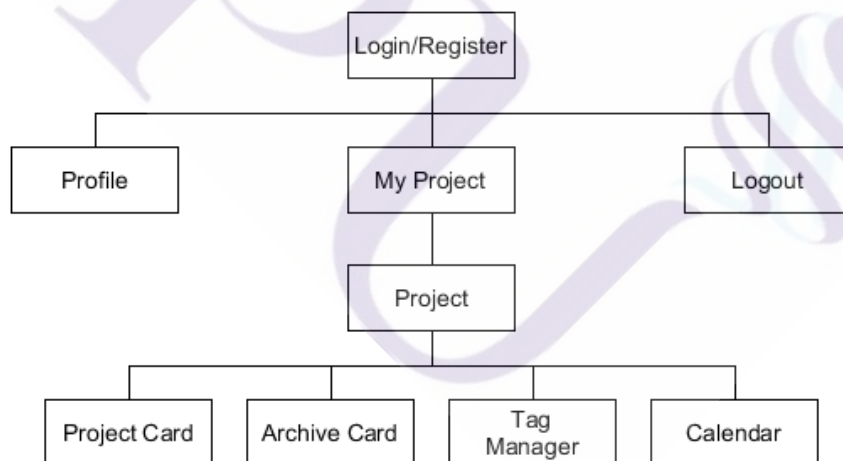 Login/Register
Profile
My Project
Logout
Project
Project Card
Archive Card
Tag
Manager
Calendar